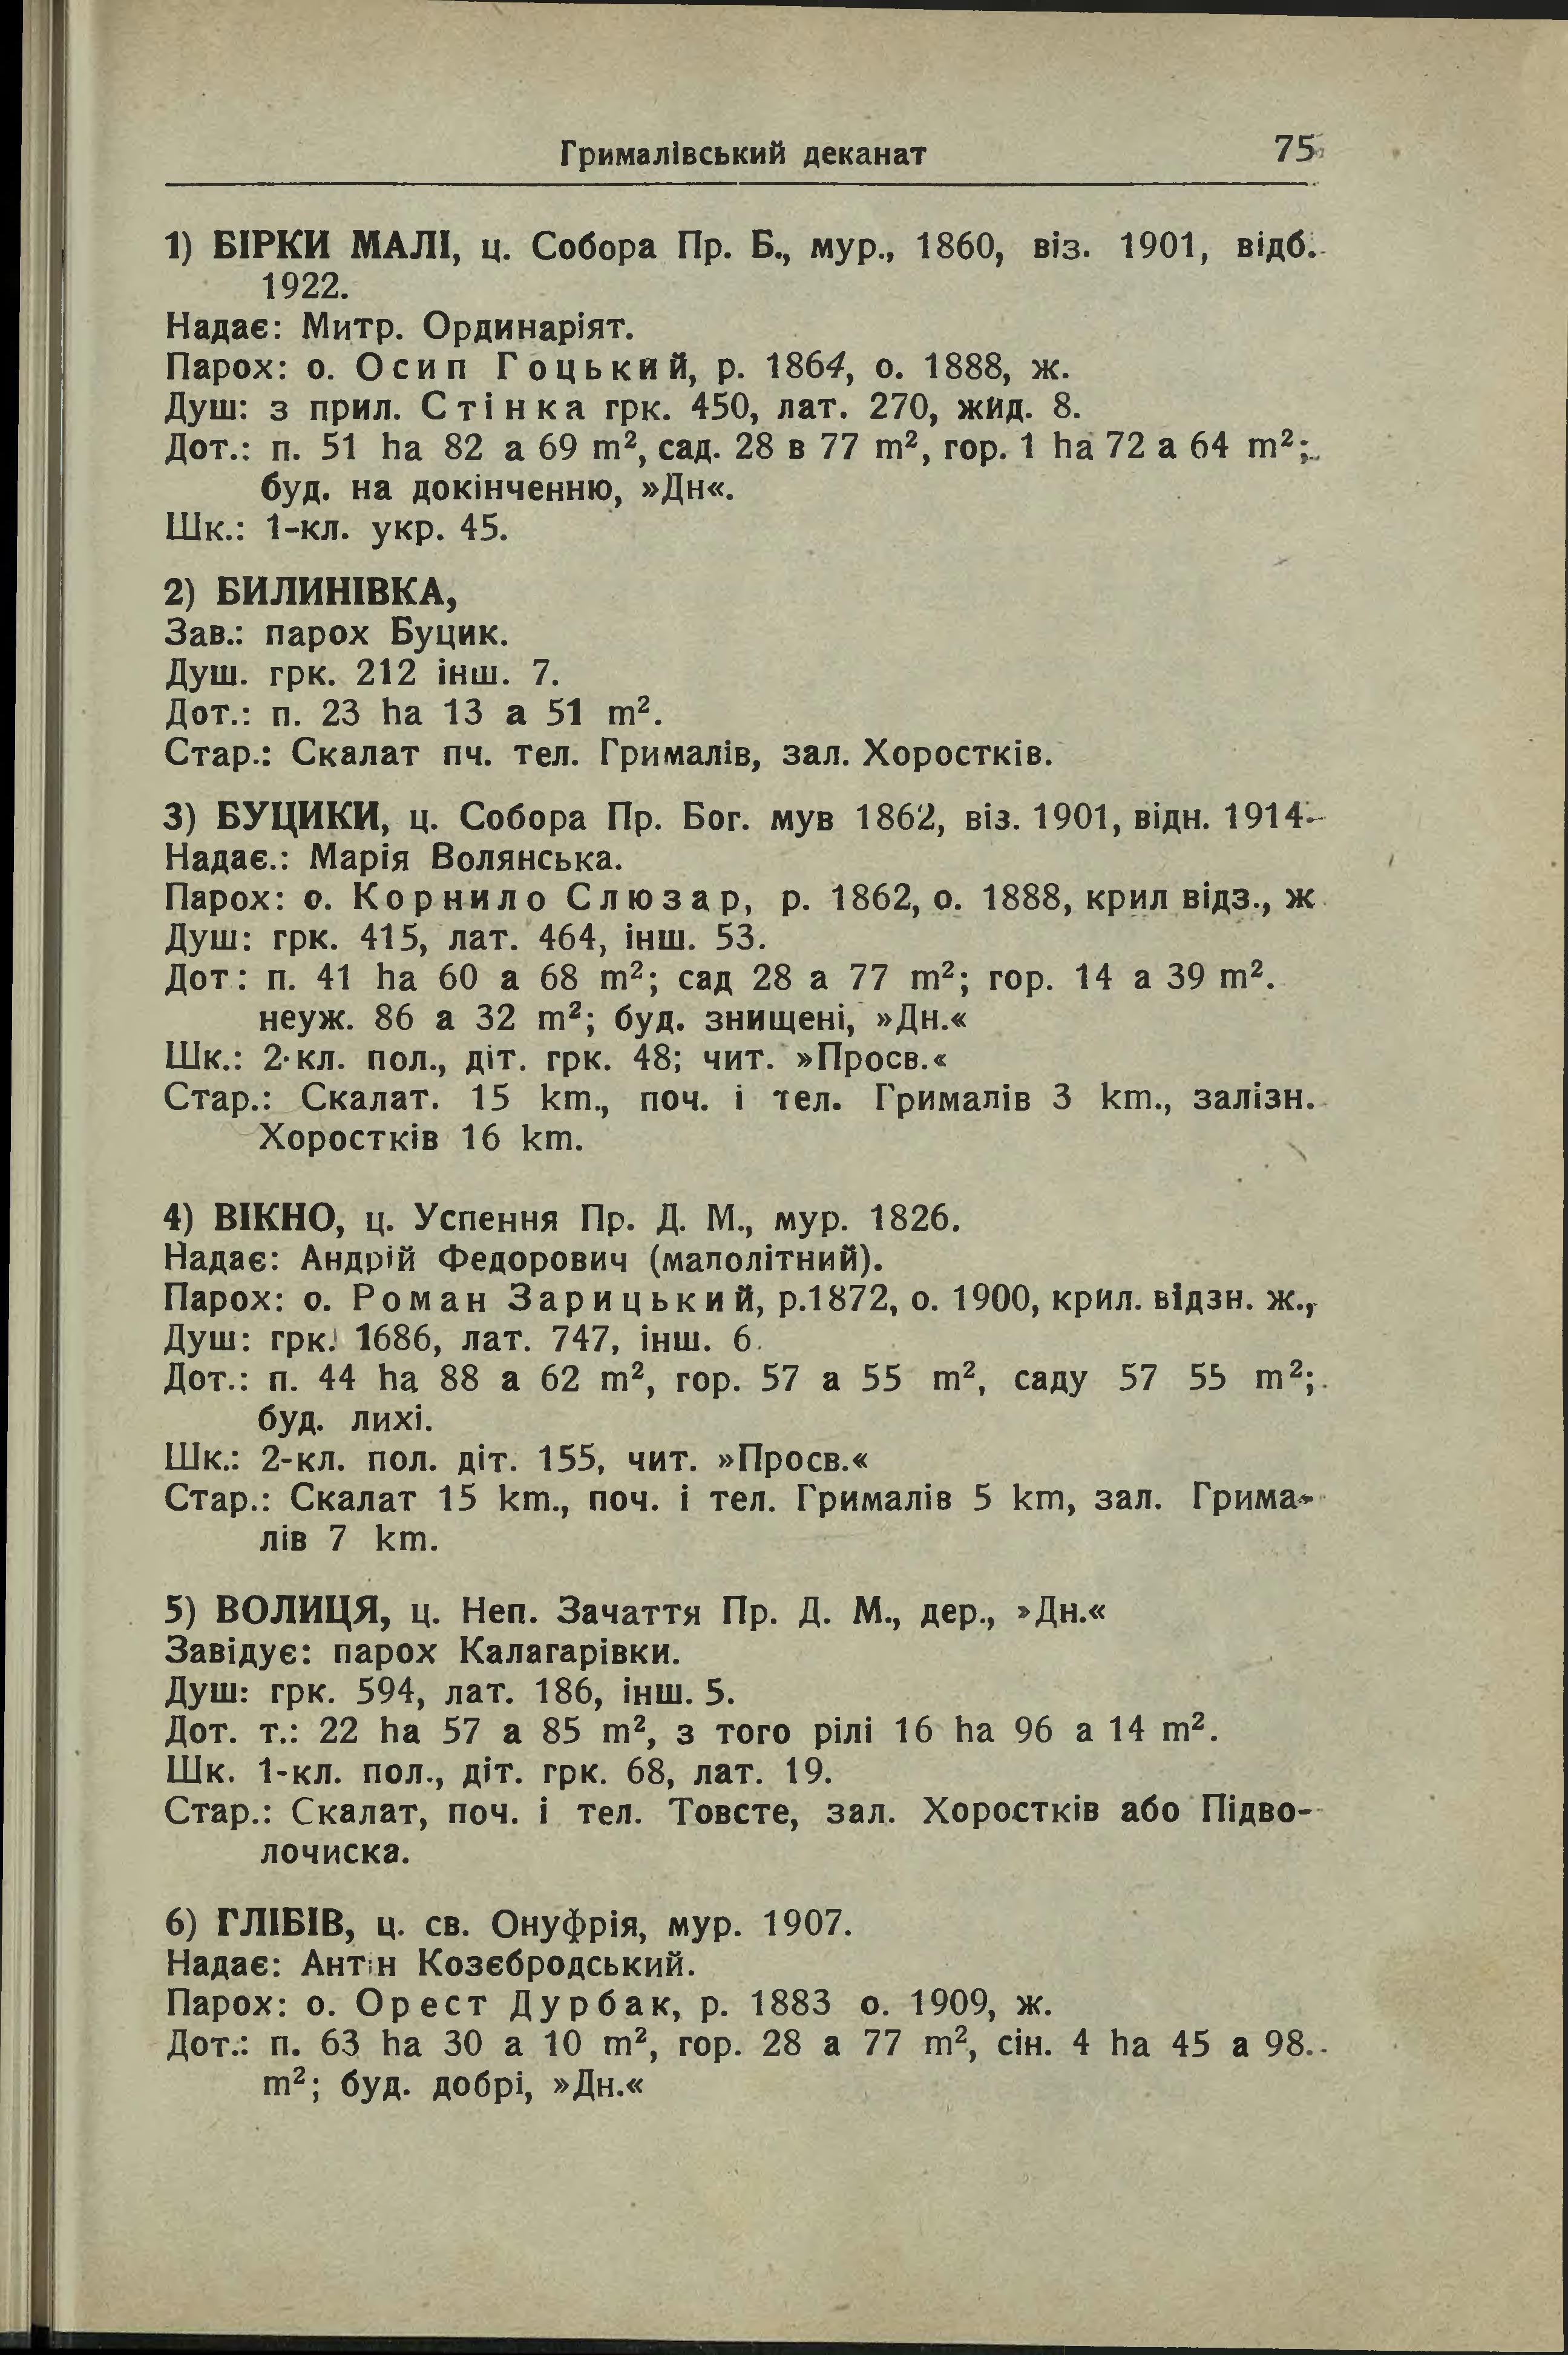 Грималівський деканат 75
1) БІРКИ МАЛІ, ц. Собора Пр. Б., мур., 1860, віз. 1901, відб.
1922.
Надає: Митр. Ординаріят.
Парох: о. Осип Гоцький, р. 1864, о. 1888, ж.
Душ: з прил. Стінка грк. 450, лат. 270, жид. 8.
Дот.: п. 51 ha 82 a 69 m², сад. 28 в 77 m², гор. 1 ha 72 a 64 m²;
буд. на докінченню, »Дн«.
Шк.: 1-кл. укр. 45.
2) БИЛИНІВКА,
Зав.: парох Буцик.
Душ. грк. 212 інш. 7.
Дот.: п. 23 ha 13 a 51 m².
Стар.: Скалат пч. тел. Грималів, зал. Хоростків.
3) БУЦИКИ, ц. Собора Пр. Бог. мув 1862, віз. 1901, відн. 1914-
Надає.: Марія Волянська.
Парох: о. Корнило Слюзар, р. 1862, о. 1888, крил відз., ж
Душ: грк. 415, лат. 464, інш. 53.
Дот: п. 41 ha 60 a 68 m²; сад 28 a 77 m²; гор. 14 a 39 m².
неуж. 86 a 32 m²; буд. знищені, »Дн.«
Шк.: 2-кл. пол., діт. грк. 48; чит. »Просв.«
Стар.: Скалат. 15 km., поч. і тел. Грималів 3 km., залізн.
Хоростків 16 km.
4) ВІКНО, ц. Успення Пр. Д. М., мур. 1826.
Надає: Андрій Федорович (малолітний).
Парох: о. Роман Зарицький, р.1872, о. 1900, крил. відзн. ж.,
Душ: грк. 1686, лат. 747, інш. 6.
Дот.: п. 44 ha 88 a 62 m², гор. 57 a 55 m², саду 57 55 m²;
буд. лихі.
Шк.: 2-кл. пол. діт. 155, чит. »Просв.«
Стар.: Скалат 15 km., поч. і тел. Грималів 5 km, зал. Грима-
лів 7 km.
5) ВОЛИЦЯ, ц. Неп. Зачаття Пр. Д. М., дер., »Дн.«
Завідує: парох Калагарівки.
Душ: грк. 594, лат. 186, інш. 5.
Дот. т.: 22 ha 57 a 85 m², з того рілі 16 ha 96 a 14 m².
Шк. 1-кл. пол., діт. грк. 68, лат. 19.
Стар.: Скалат, поч. і тел. Товсте, зал. Хоростків або Підво-
лочиска.
6) ГЛІБІВ, ц. св. Онуфрія, мур. 1907.
Надає: Антін Козєбродський.
Парох: о. Орест Дурбак, р. 1883 о. 1909, ж.
Дот.: п. 63 ha 30 a 10 m², гор. 28 a 77 m², сін. 4 ha 45 a 98
m²; буд. добрі, »Дн.«